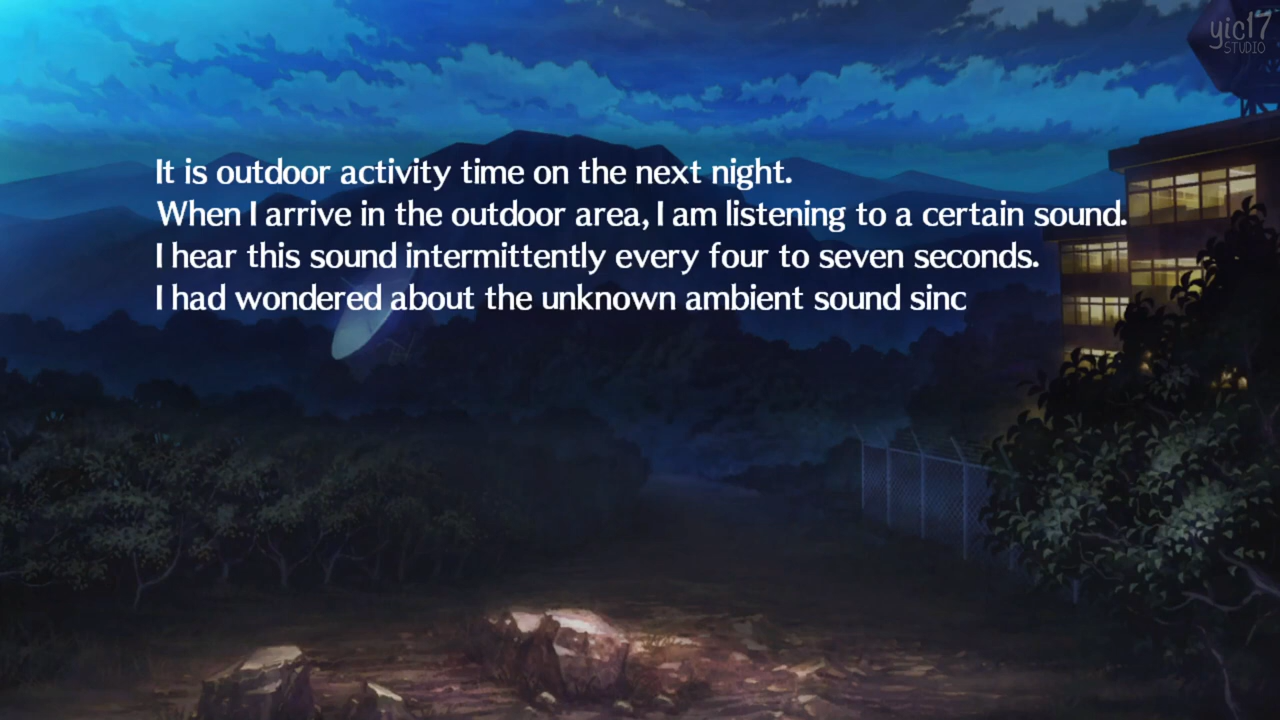 yic17
STUDIO
It is outdoor activity time on the next night.
When I arrive in the outdoor area, I am listening to a certain sound.
I hear this sound intermittently every four to seven seconds.
I had wondered about the unknown ambient sound sinc